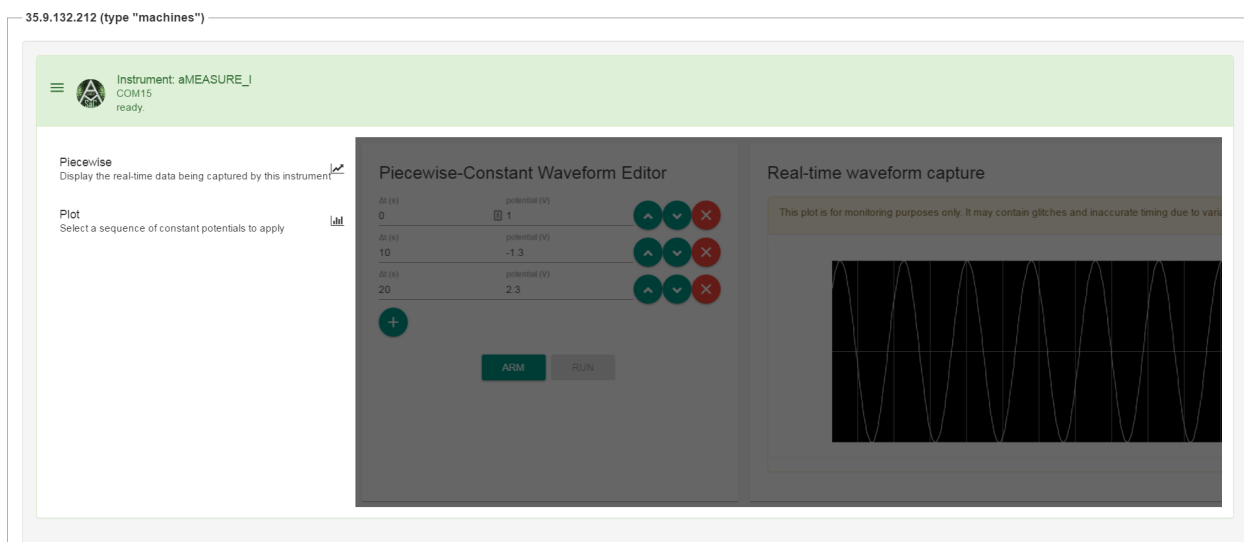 35.9.132.212 (type "machines")
Instrument: aMEASURE_I
COM15
ready.
Piecewise
Display the real-time data being captured by this instrument
Plot
Select a sequence of constant potentials to apply
Piecewise-Constant Waveform Editor
Δt (s) potential (V)
0 1
Δt (s) potential (V)
10 -1.3
Δt (s) potential (V)
20 2.3
ARM RUN
Real-time waveform capture
This plot is for monitoring purposes only. It may contain glitches and inaccurate timing due to varia